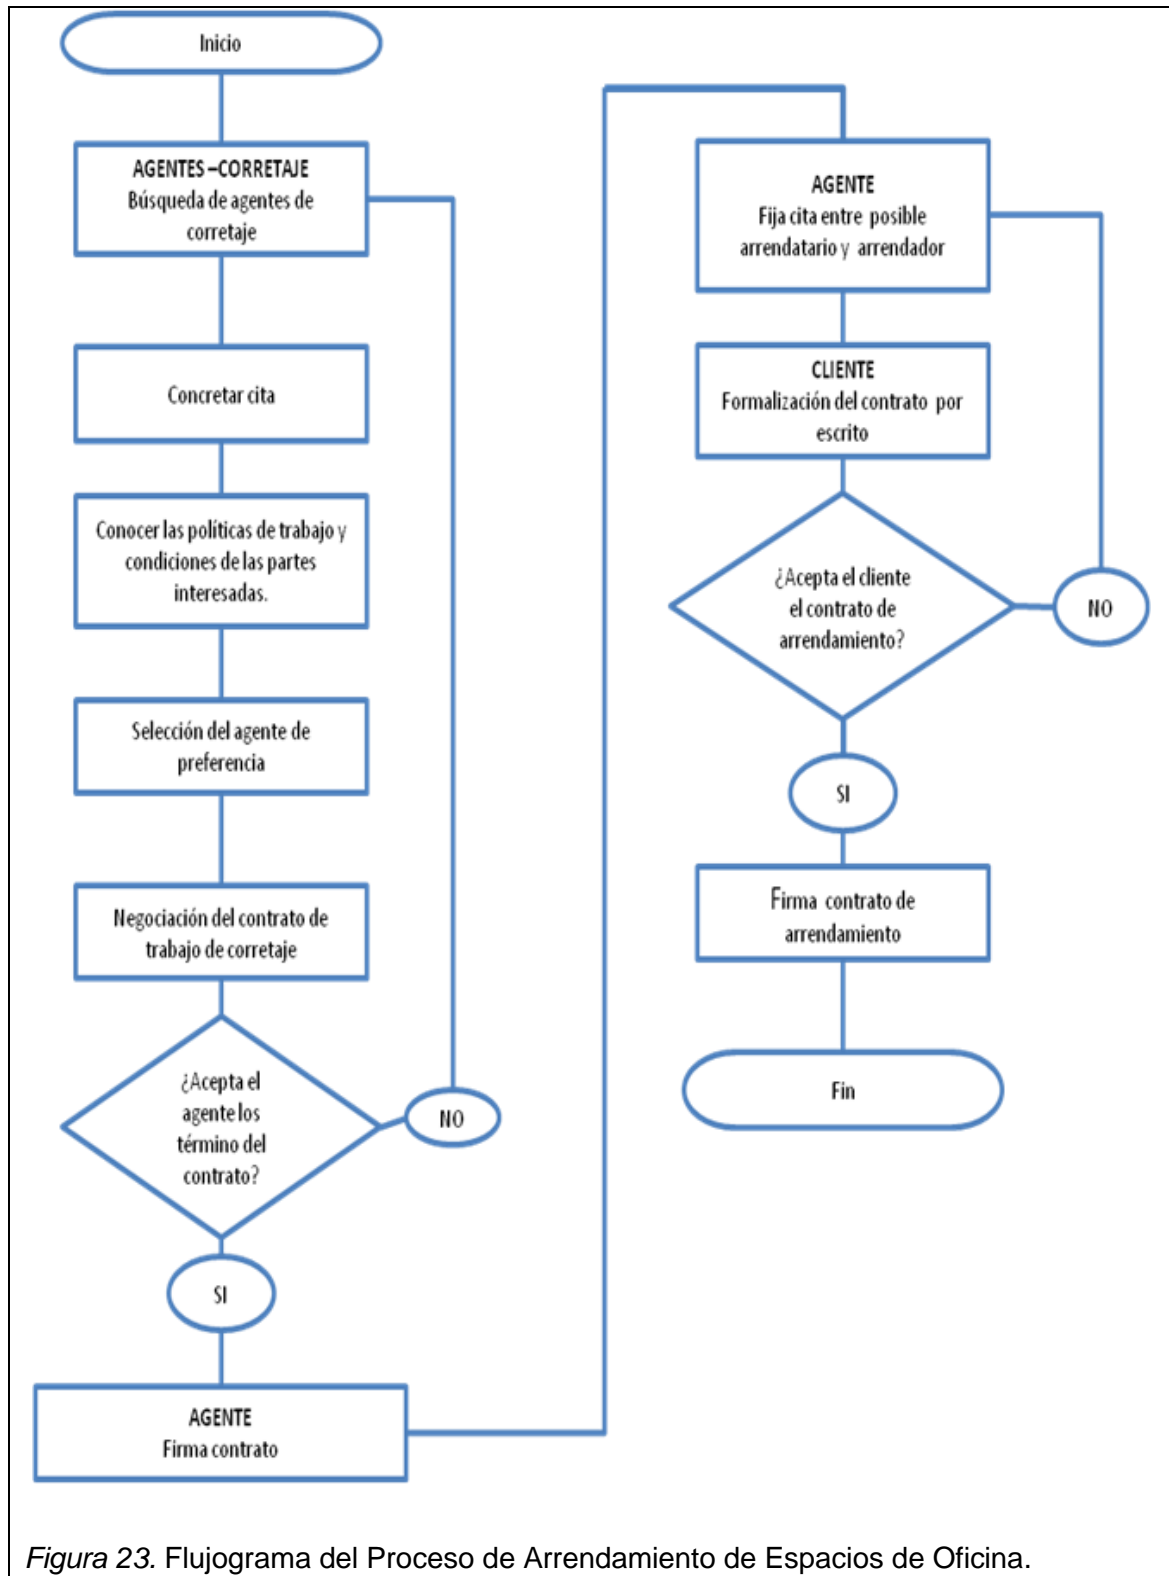 Inicio
AGENTES –CORRETAJE
Búsqueda de agentes de
corretaje
Concretar cita
Conocer las políticas de trabajo y
condiciones de las partes
interesadas.
Selección del agente de
preferencia
Negociación del contrato de
trabajo de corretaje
¿Acepta el
agente los
término del
contrato?
NO
SI
AGENTE
Firma contrato
AGENTE
Fija cita entre posible
arrendatario y arrendador
CLIENTE
Formalización del contrato por
escrito
¿Acepta el cliente
el contrato de
arrendamiento?
NO
SI
Firma contrato de
arrendamiento
Fin
Figura 23. Flujograma del Proceso de Arrendamiento de Espacios de Oficina.